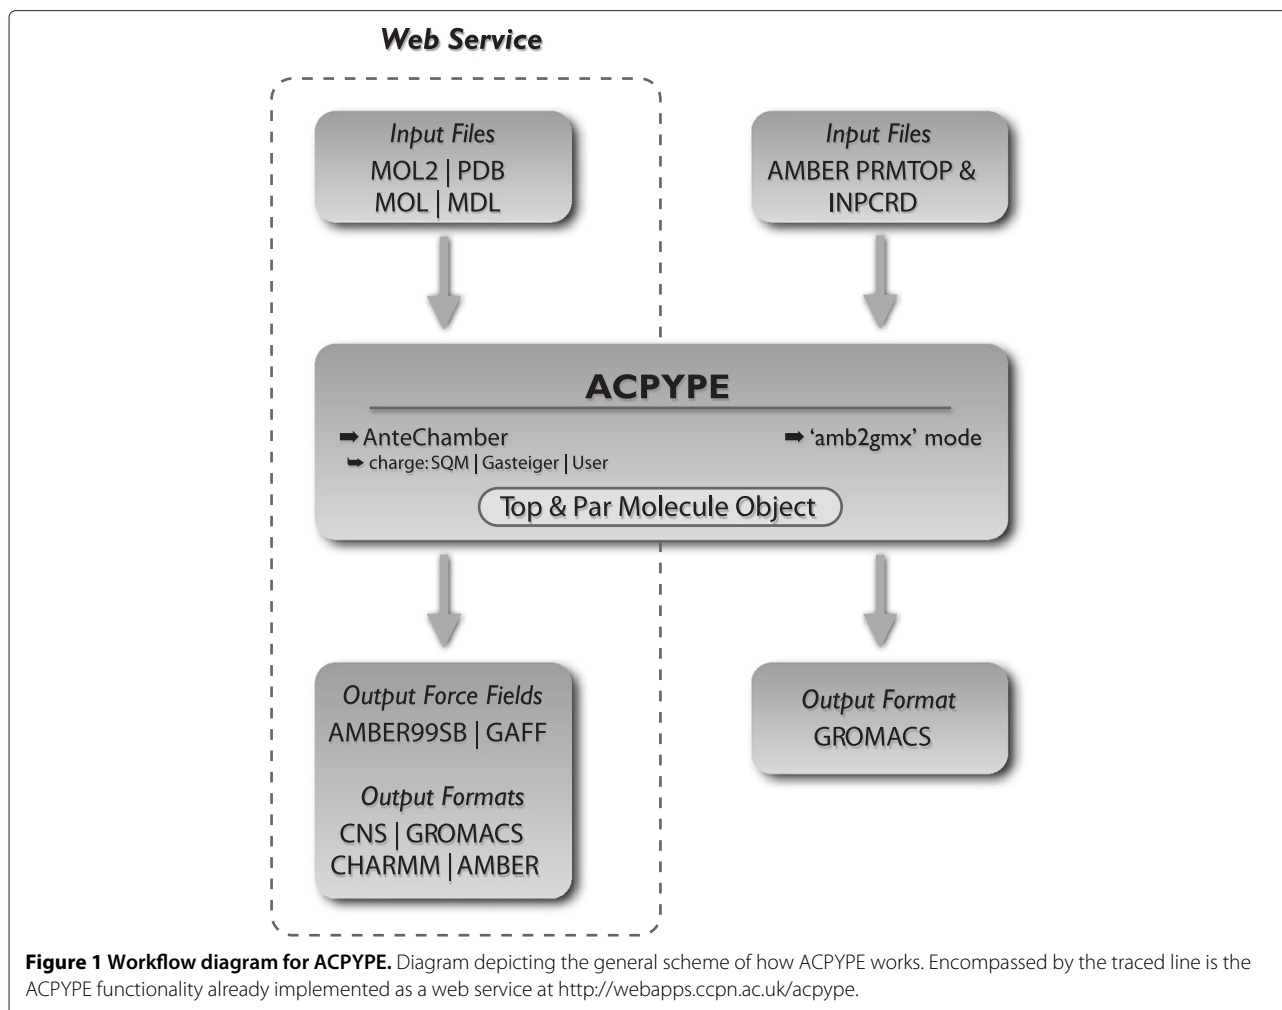 Web Service
Input Files
MOL2 | PDB
MOL | MDL
Input Files
AMBER PRMTOP &
INPCRD
ACPYPE
➡ AnteChamber
➥ charge: SQM | Gasteiger | User
➡ ‘amb2gmx’ mode
Top & Par Molecule Object
Output Force Fields
AMBER99SB | GAFF
Output Formats
CNS | GROMACS
CHARMM | AMBER
Output Format
GROMACS
Figure 1 Workflow diagram for ACPYPE. Diagram depicting the general scheme of how ACPYPE works. Encompassed by the traced line is the
ACPYPE functionality already implemented as a web service at http://webapps.ccpn.ac.uk/acpype.